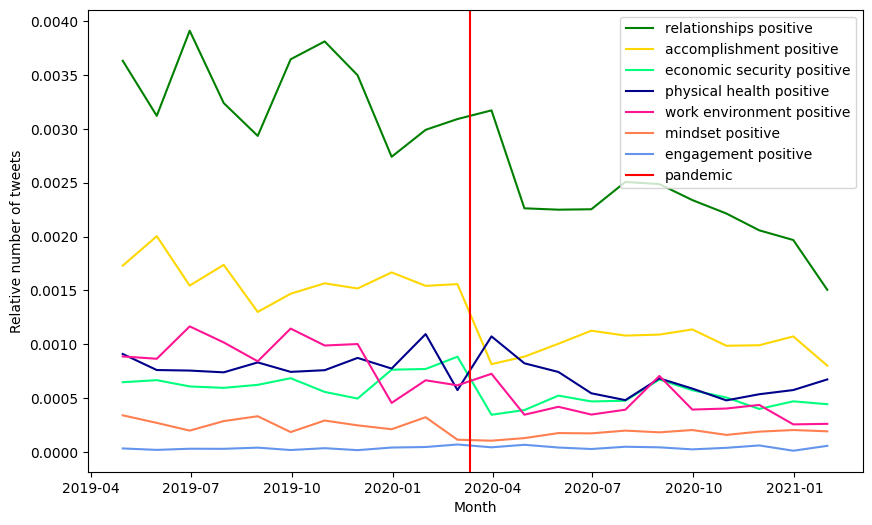 0.0040
0.0035
0.0030
0.0025
0.0020
0.0015
0.0010
0.0005
0.0000
Relative number of tweets
relationships positive
accomplishment positive
economic security positive
physical health positive
work environment positive
mindset positive
engagement positive
pandemic
2019-04 2019-07 2019-10 2020-01 2020-04 2020-07 2020-10 2021-01
Month